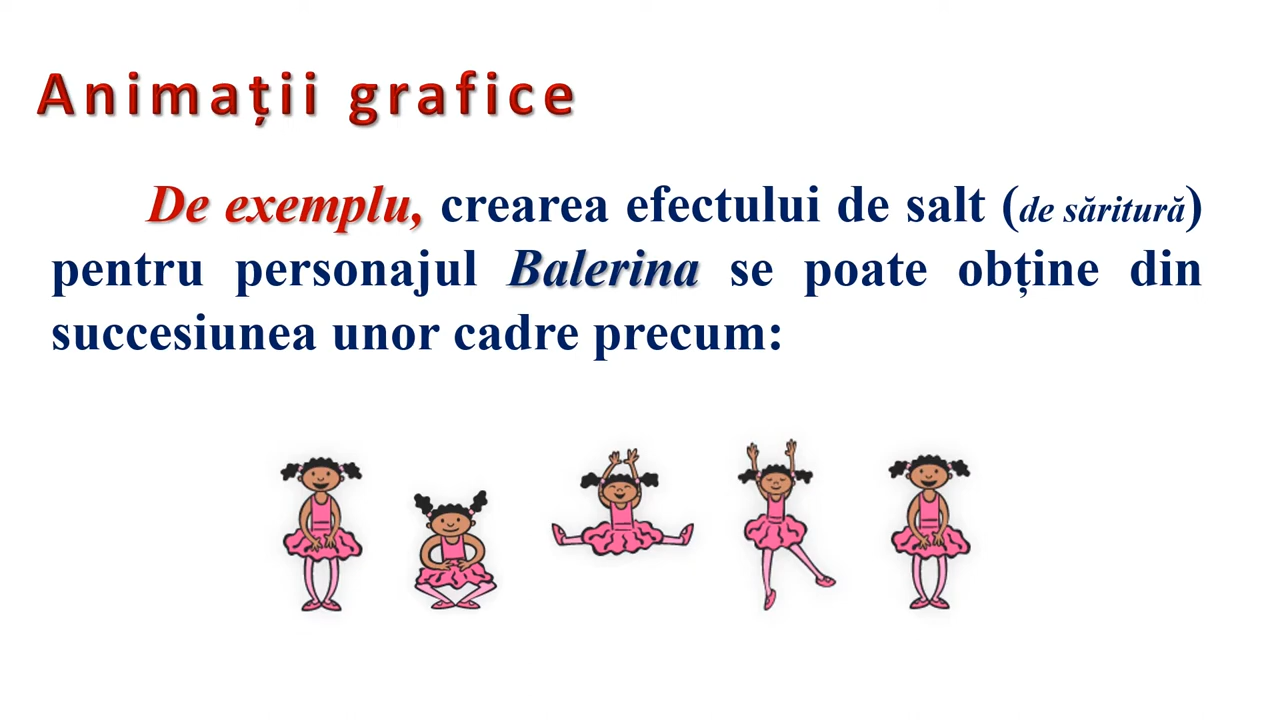 Animații grafice
De exemplu, crearea efectului de salt (de săritură)
pentru personajul Balerina se poate obține din
succesiunea unor cadre precum: